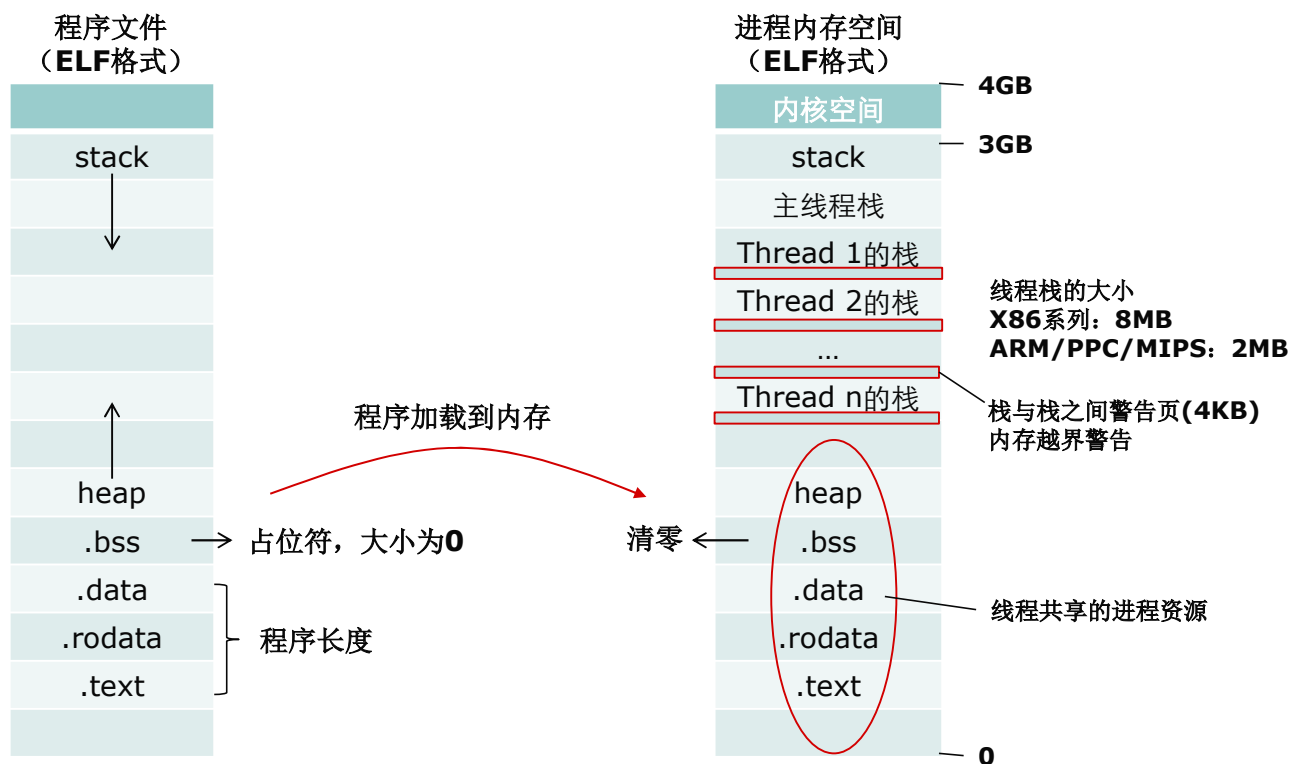 程序文件
（ELF格式）
stack
heap
.bss
占位符，大小为0
.data
.rodata
.text
程序长度
程序加载到内存
进程内存空间
（ELF格式）
内核空间
4GB
3GB
stack
主线程栈
Thread 1的栈
Thread 2的栈
...
Thread n的栈
线程栈的大小
X86系列：8MB
ARM/PPC/MIPS：2MB
栈与栈之间警告页(4KB)
内存越界警告
heap
清零
.bss
.data
线程共享的进程资源
.rodata
.text
0